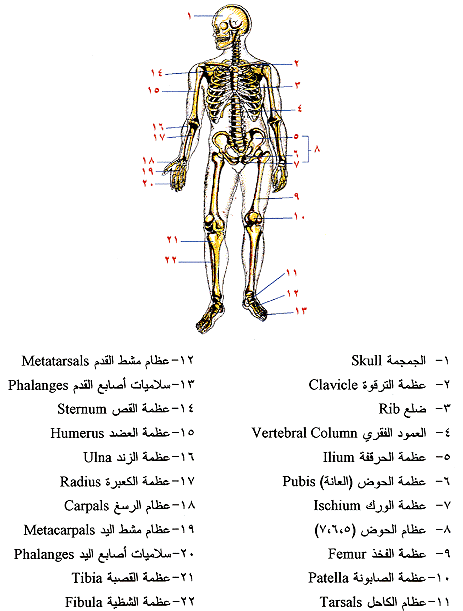 ١
٢
١٤
٣
١٥
٤
١٦
١٧
٥
٨
٦
٧
١٨
١٩
٢٠
٩
١٠
٢١
٢٢
١١
١٢
١٣
١- الجمجمة Skull
٢- عظمة الترقوة Clavicle
٣- ضلع Rib
٤- العمود الفقري Vertebral Column
٥- عظمة الحرقفة Ilium
٦- عظمة الحوض (العانة) Pubis
٧- عظمة الورك Ischium
٨- عظام الحوض (٧،٦،٥)
٩- عظمة الفخذ Femur
١٠- عظمة الصابونة Patella
١١- عظام الكاحل Tarsals
١٢- عظام مشط القدم Metatarsals
١٣- سلاميات أصابع القدم Phalanges
١٤- عظمة القص Sternum
١٥- عظمة العضد Humerus
١٦- عظمة الزند Ulna
١٧- عظمة الكعبرة Radius
١٨- عظام الرسغ Carpals
١٩- عظام مشط اليد Metacarpals
٢٠- سلاميات أصابع اليد Phalanges
٢١- عظمة القصبة Tibia
٢٢- عظمة الشظية Fibula